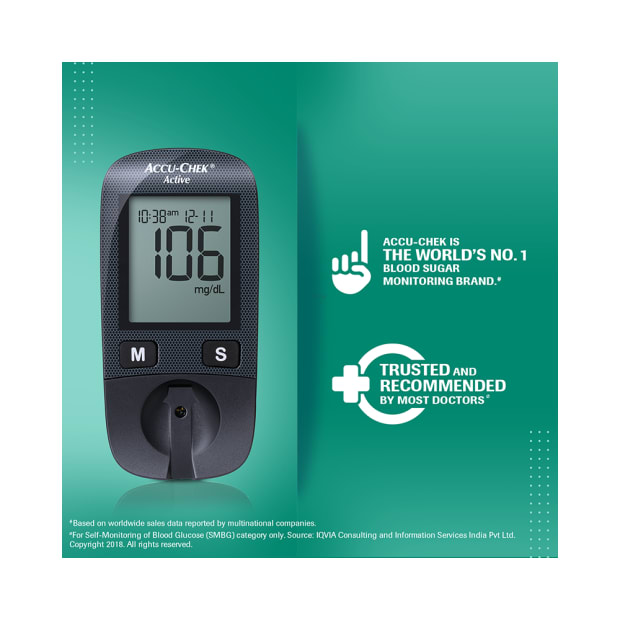 ACCU-CHEK®
Active
10:38am 12-11
106
mg/dL
M
S
ACCU-CHEK IS
THE WORLD'S NO. 1
BLOOD SUGAR
MONITORING BRAND.#
TRUSTED AND
RECOMMENDED
BY MOST DOCTORS#
#Based on worldwide sales data reported by multinational companies.
#For Self-Monitoring of Blood Glucose (SMBG) category only. Source: IQVIA Consulting and Information Services India Pvt Ltd.
Copyright 2018. All rights reserved.